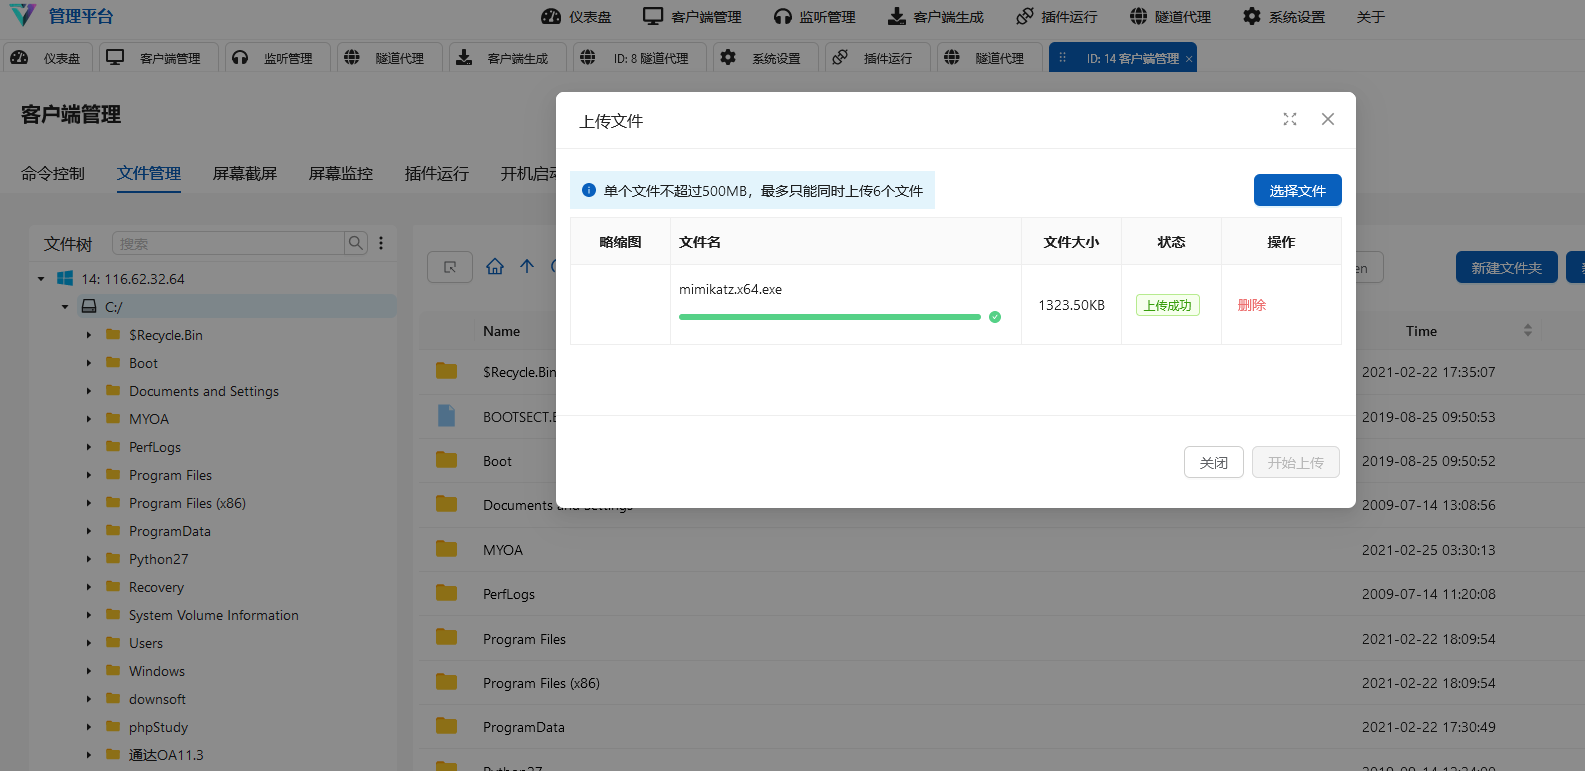 管理平台
仪表盘
客户端管理
监听管理
客户端生成
插件运行
隧道代理
系统设置
关于
仪表盘
客户端管理
监听管理
隧道代理
客户端生成
ID: 8 隧道代理
系统设置
插件运行
隧道代理
ID: 14 客户端管理 ×
客户端管理
命令控制
文件管理
屏幕截屏
屏幕监控
插件运行
开机启动
文件树
搜索
14: 116.62.32.64
C:/
$Recycle.Bin
Boot
Documents and Settings
MYOA
PerfLogs
Program Files
Program Files (x86)
ProgramData
Python27
Recovery
System Volume Information
Users
Windows
downsoft
phpStudy
通达OA11.3
上传文件
单个文件不超过500MB，最多只能同时上传6个文件
选择文件
略缩图
文件名
文件大小
状态
操作
mimikatz.x64.exe
1323.50KB
上传成功
删除
关闭
开始上传
en
新建文件夹
Name
Time
$Recycle.Bin
2021-02-22 17:35:07
BOOTSECT.B
2019-08-25 09:50:53
Boot
2019-08-25 09:50:52
Documents and Settings
2009-07-14 13:08:56
MYOA
2021-02-25 03:30:13
PerfLogs
2009-07-14 11:20:08
Program Files
2021-02-22 18:09:54
Program Files (x86)
2021-02-22 18:09:54
ProgramData
2021-02-22 17:30:49
Python27